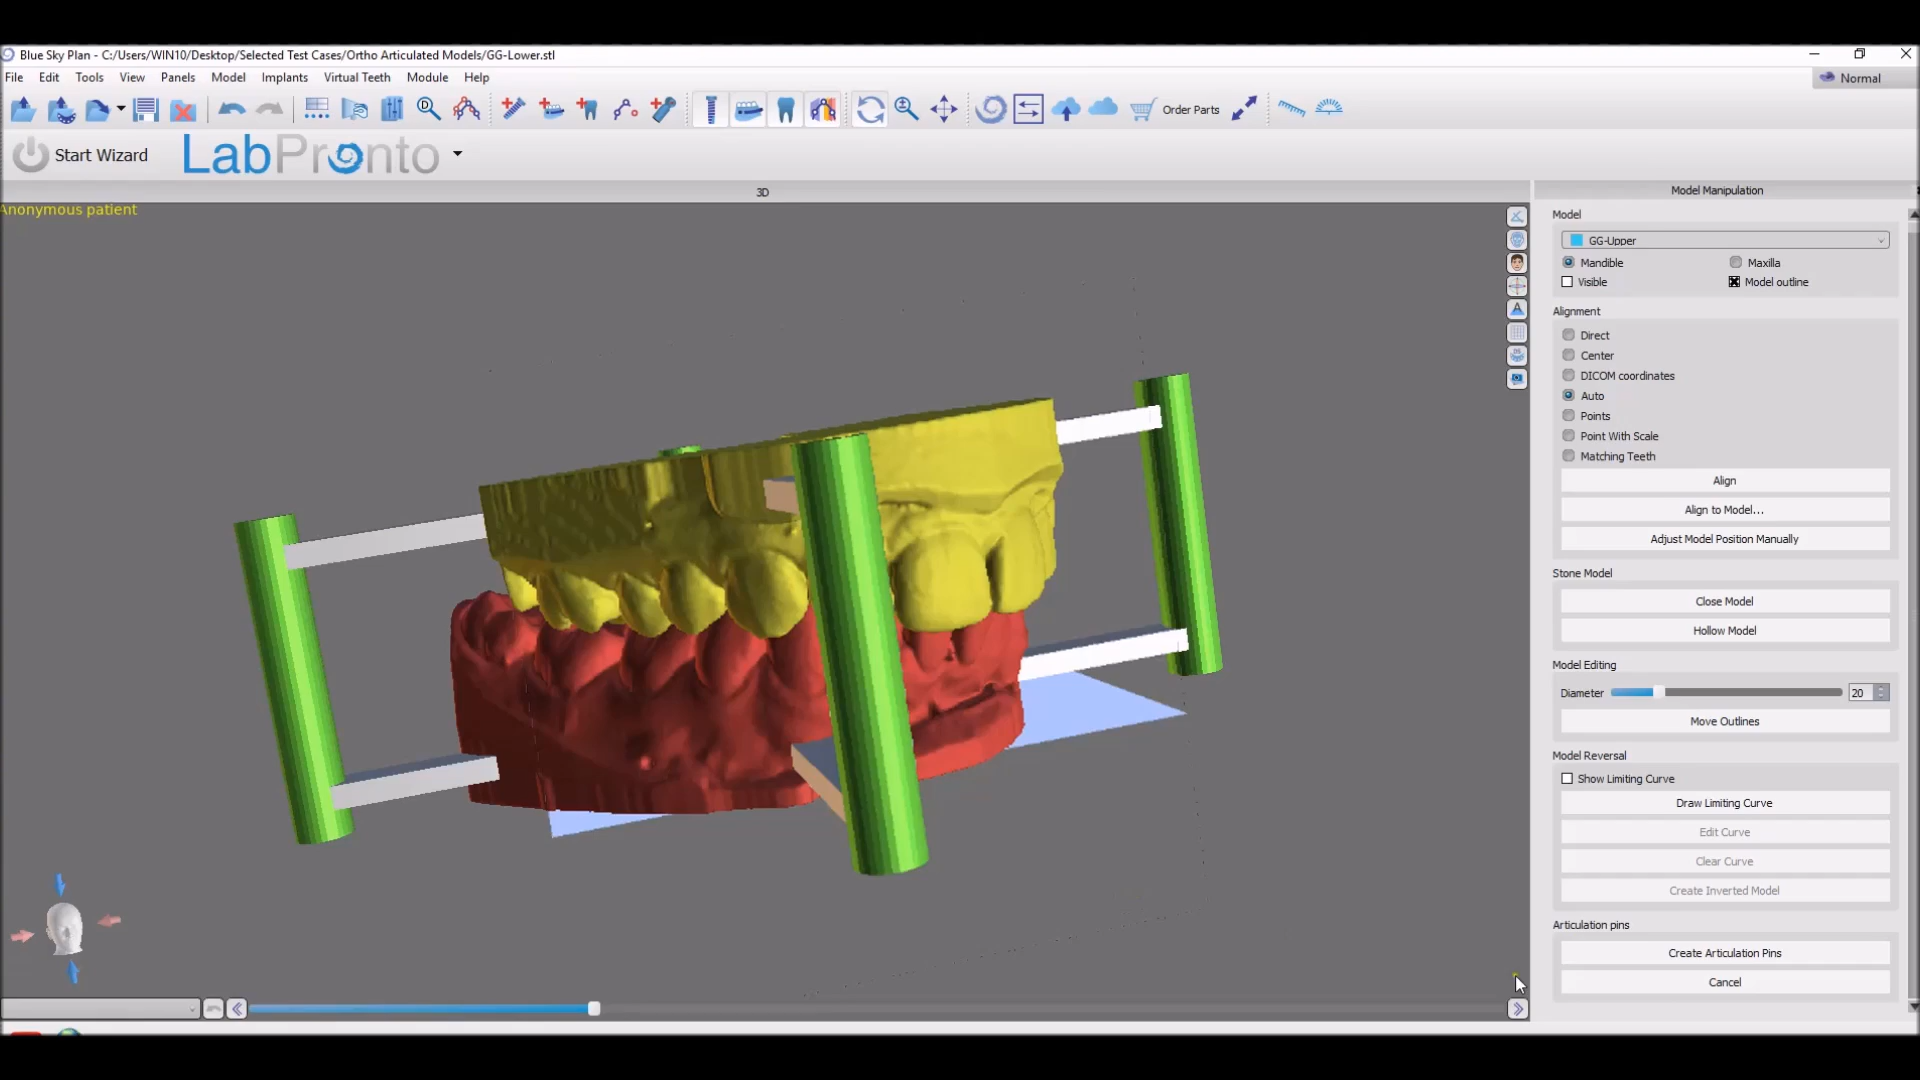 Blue Sky Plan - C:/Users/WIN10/Desktop/Selected Test Cases/Ortho Articulated Models/GG-Lower.stl
File Edit Tools View Panels Model Implants Virtual Teeth Module Help
Normal
Order Parts
Start Wizard LabPronto
3D
Model Manipulation
Anonymous patient
Model
GG-Upper
Mandible Maxilla
Visible Model outline
Alignment
Direct
Center
DICOM coordinates
Auto
Points
Point With Scale
Matching Teeth
Align
Align to Model...
Adjust Model Position Manually
Stone Model
Close Model
Hollow Model
Model Editing
Diameter 20
Move Outlines
Model Reversal
Show Limiting Curve
Draw Limiting Curve
Edit Curve
Clear Curve
Create Inverted Model
Articulation pins
Create Articulation Pins
Cancel